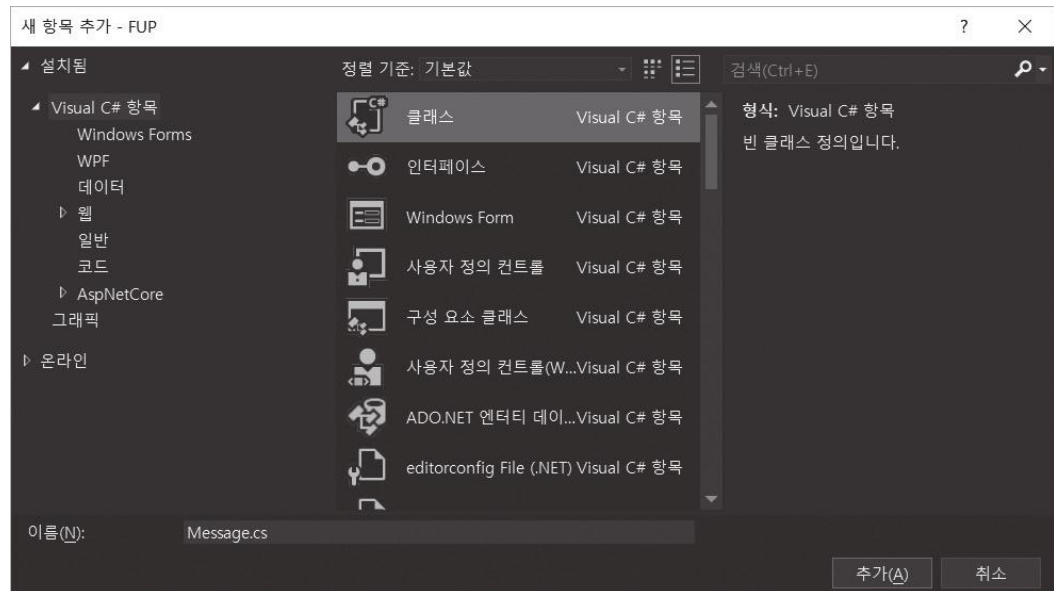 새 항목 추가 - FUP
? ×
설치됨
Visual C# 항목
Windows Forms
WPF
데이터
웹
일반
코드
AspNetCore
그래픽
온라인
정렬 기준: 기본값
C# 클래스 Visual C# 항목
인터페이스 Visual C# 항목
Windows Form Visual C# 항목
사용자 정의 컨트롤 Visual C# 항목
구성 요소 클래스 Visual C# 항목
사용자 정의 컨트롤(W...Visual C# 항목
ADO.NET 엔터티 데이...Visual C# 항목
editorconfig File (.NET) Visual C# 항목
검색(Ctrl+E)
형식: Visual C# 항목
빈 클래스 정의입니다.
이름(N): Message.cs
추가(A) 취소